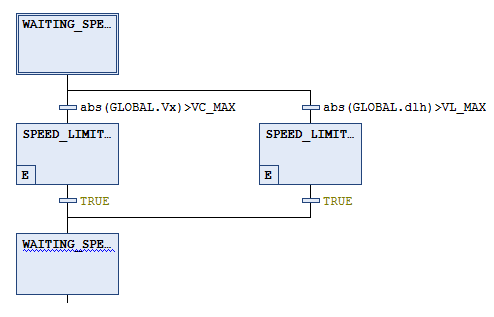 WAITING_SPE…
abs(GLOBAL.Vx)>VC_MAX
abs(GLOBAL.dlh)>VL_MAX
SPEED_LIMIT…
SPEED_LIMIT…
E
E
TRUE
TRUE
WAITING_SPE…